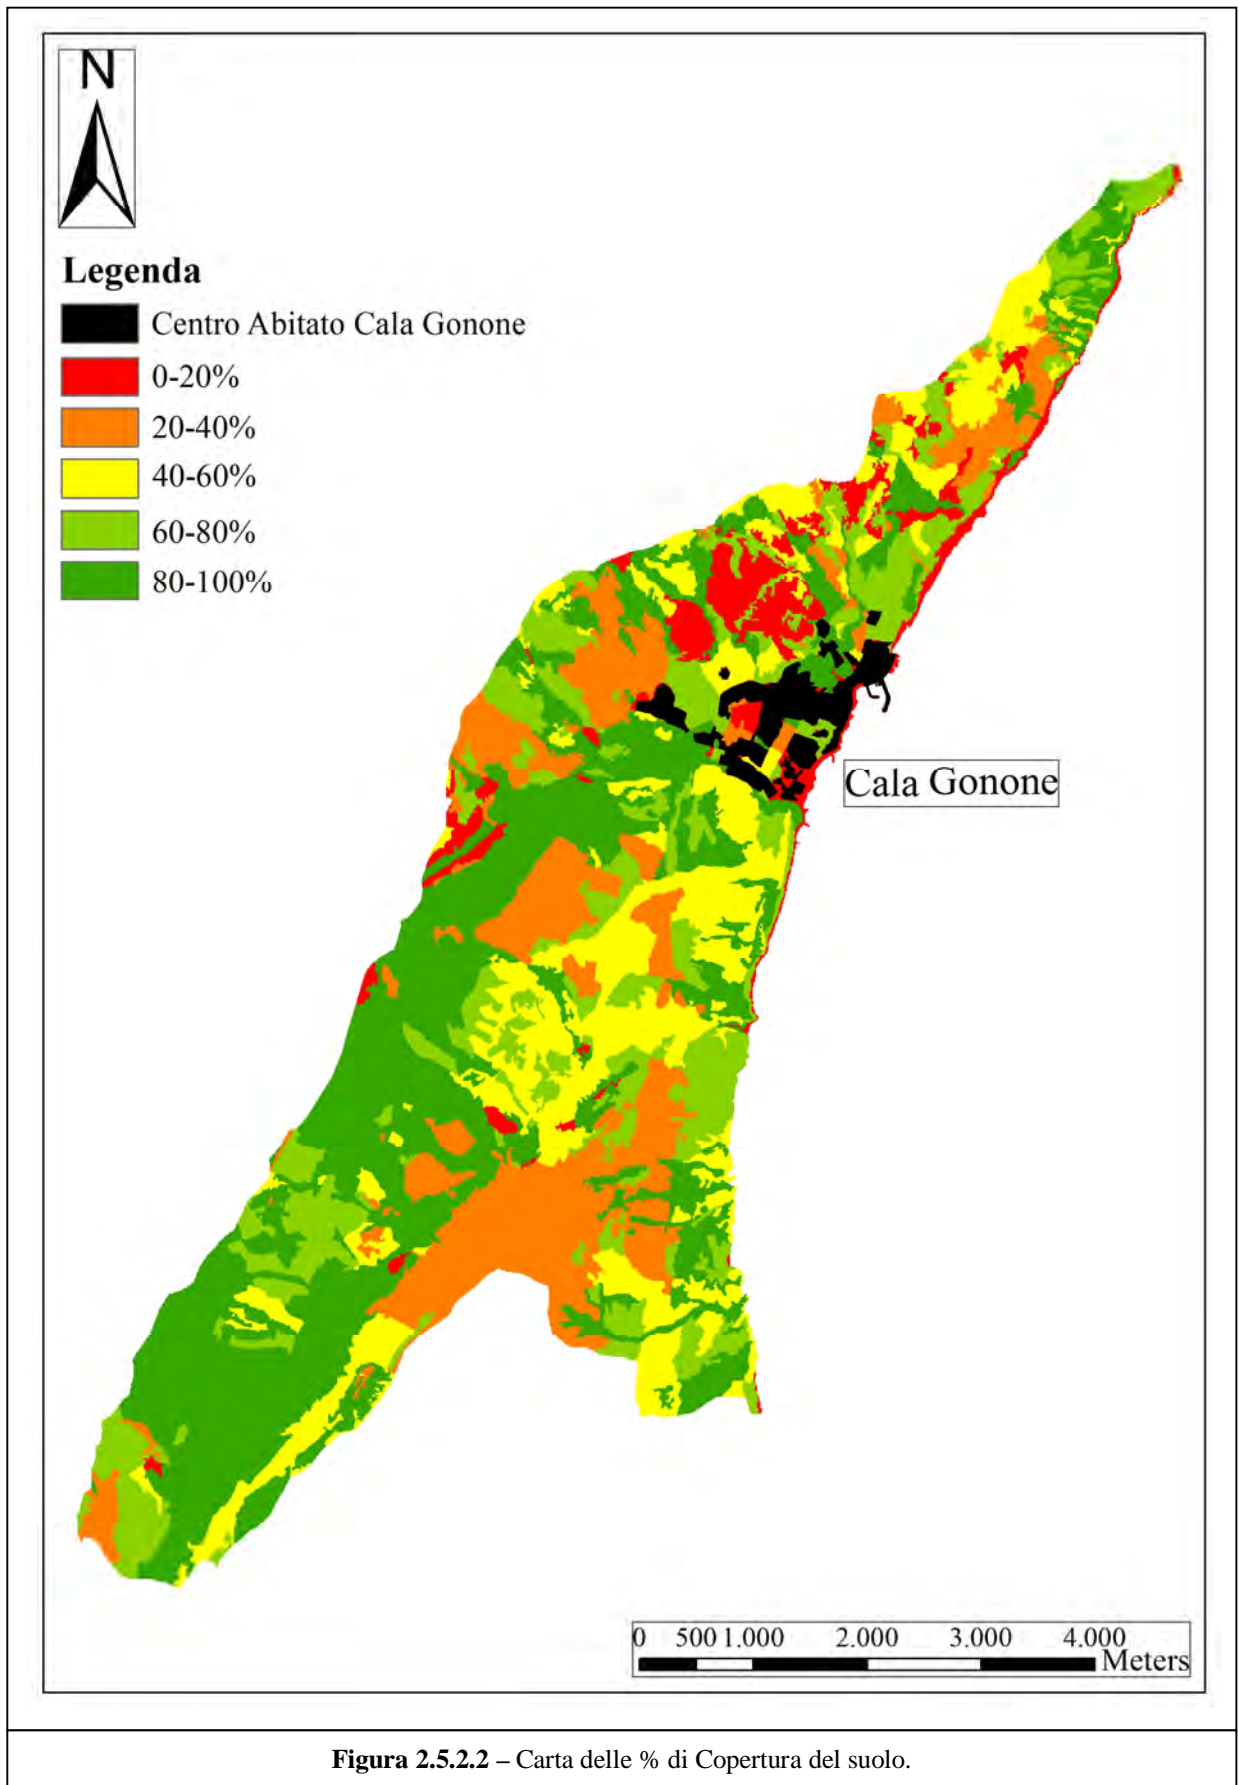 N
Legenda
Centro Abitato Cala Gonone
0-20%
20-40%
40-60%
60-80%
80-100%
Cala Gonone
0 500 1.000 2.000 3.000 4.000
Meters
Figura 2.5.2.2 – Carta delle % di Copertura del suolo.